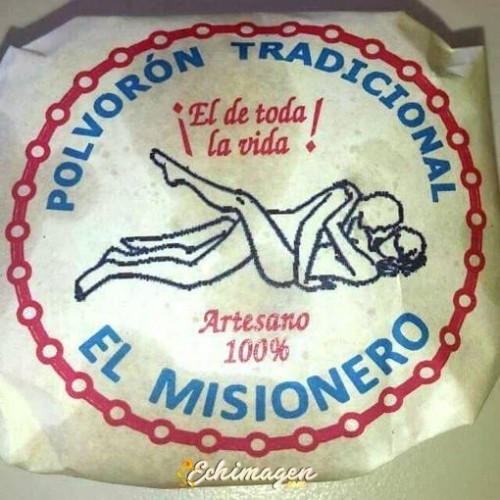 POLVORÓN TRADICIONAL
¡El de toda
la vida!
Artesano
100%
EL MISIONERO
Echimagen